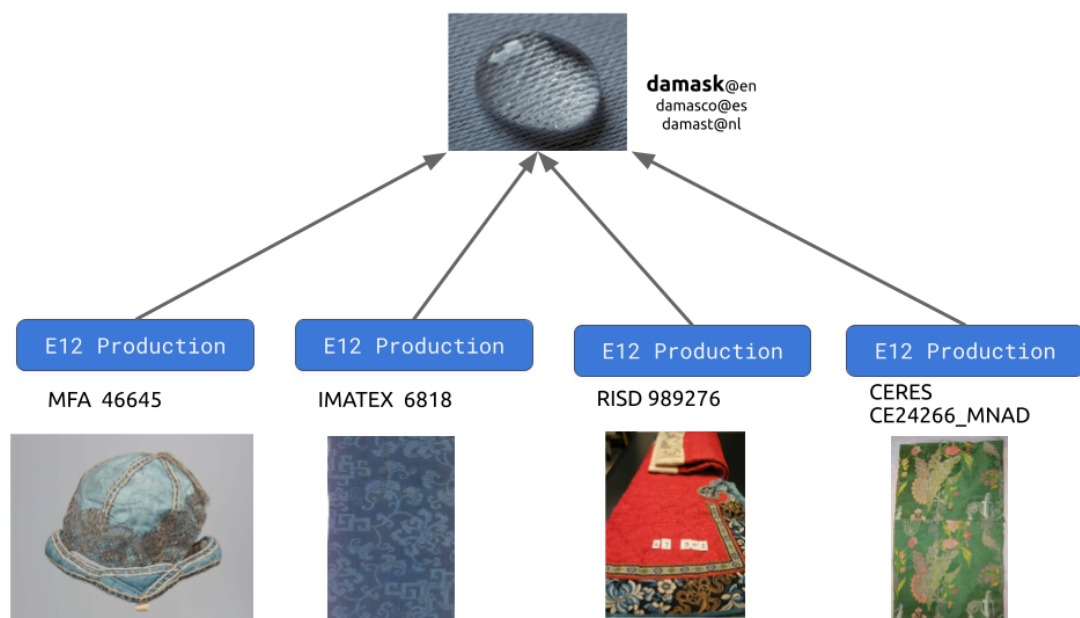 damask@en
damasco@es
damast@nl
E12 Production
E12 Production
E12 Production
E12 Production
MFA 46645
IMATEX 6818
RISD 989276
CERES
CE24266_MNAD